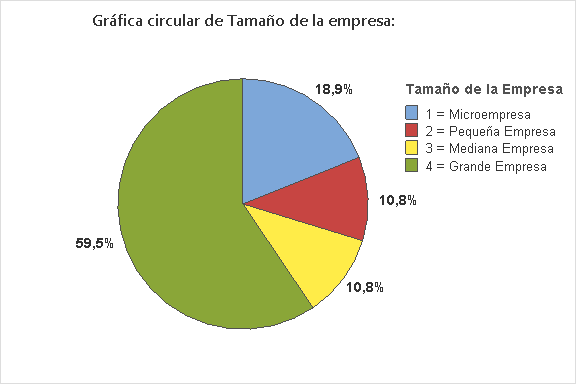 Gráfica circular de Tamaño de la empresa:
18,9%
Tamaño de la Empresa
1 = Microempresa
2 = Pequeña Empresa
3 = Mediana Empresa
4 = Grande Empresa
10,8%
59,5%
10,8%